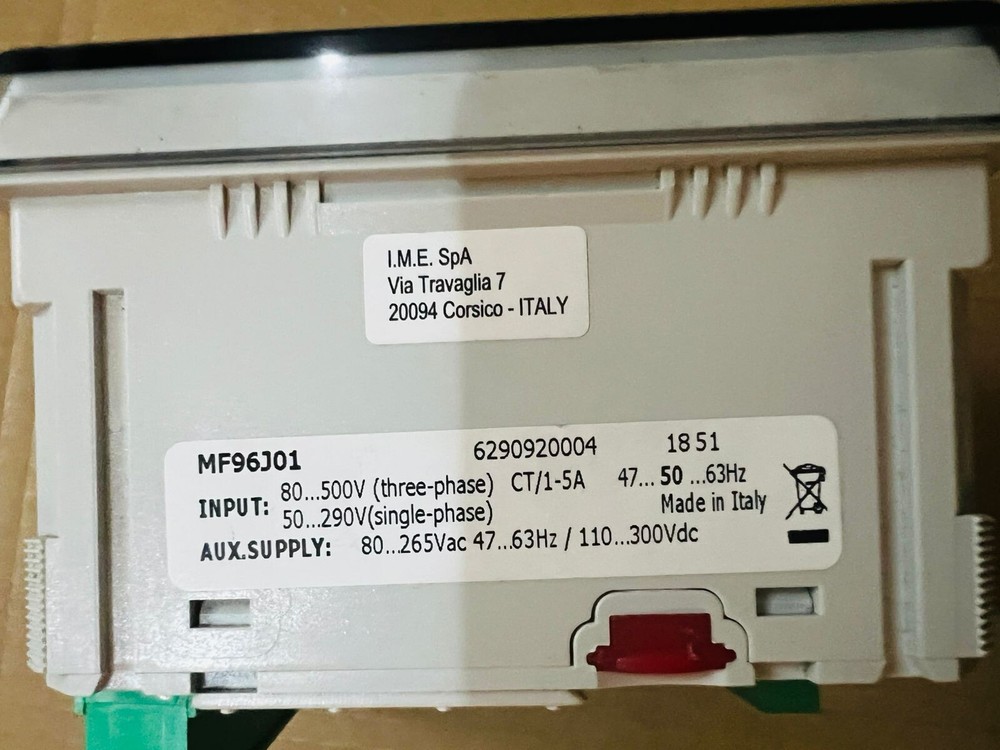 I.M.E. SpA
Via Travaglia 7
20094 Corsico - ITALY
MF96J01 6290920004 18 51
INPUT: 80...500V (three-phase) CT/1-5A 47... 50 ...63Hz
50...290V(single-phase) Made in Italy
AUX.SUPPLY: 80...265Vac 47...63Hz / 110...300Vdc